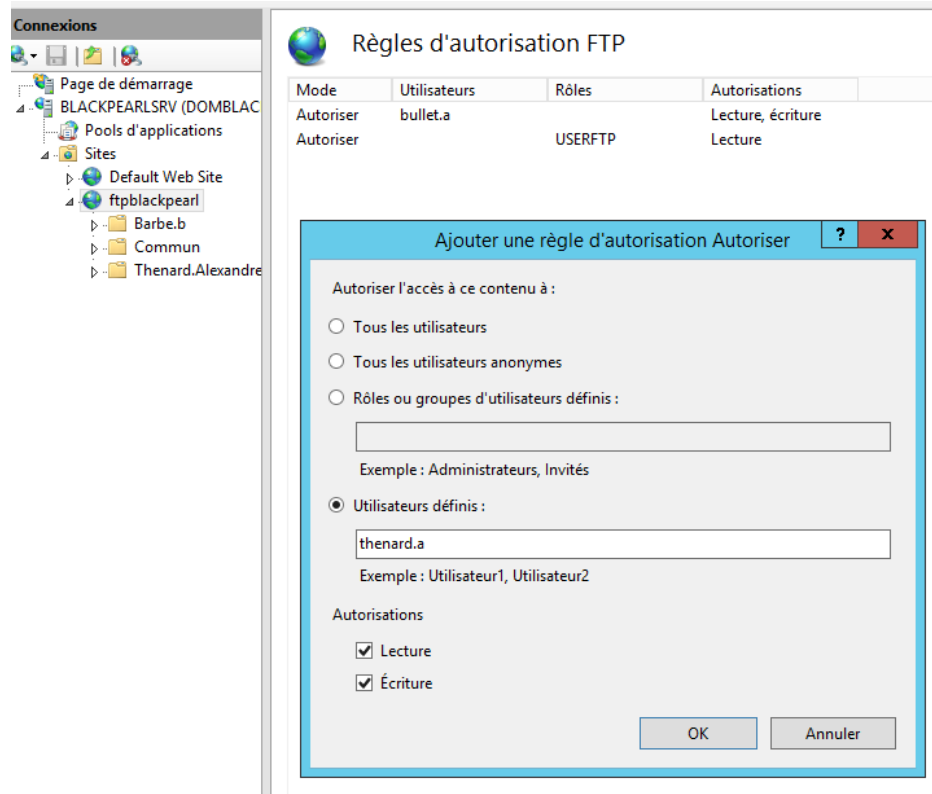 Connexions
Page de démarrage
BLACKPEARLSRV (DOMBLAC
Pools d'applications
Sites
Default Web Site
ftpblackpearl
Barbe.b
Commun
Thenard.Alexandre
Règles d'autorisation FTP
Mode Utilisateurs Rôles Autorisations
Autoriser bullet.a Lecture, écriture
Autoriser USERFTP Lecture
Ajouter une règle d'autorisation Autoriser ? x
Autoriser l'accès à ce contenu à :
Tous les utilisateurs
Tous les utilisateurs anonymes
Rôles ou groupes d'utilisateurs définis :
Exemple : Administrateurs, Invités
Utilisateurs définis :
thenard.a
Exemple : Utilisateur1, Utilisateur2
Autorisations
Lecture
Écriture
OK Annuler